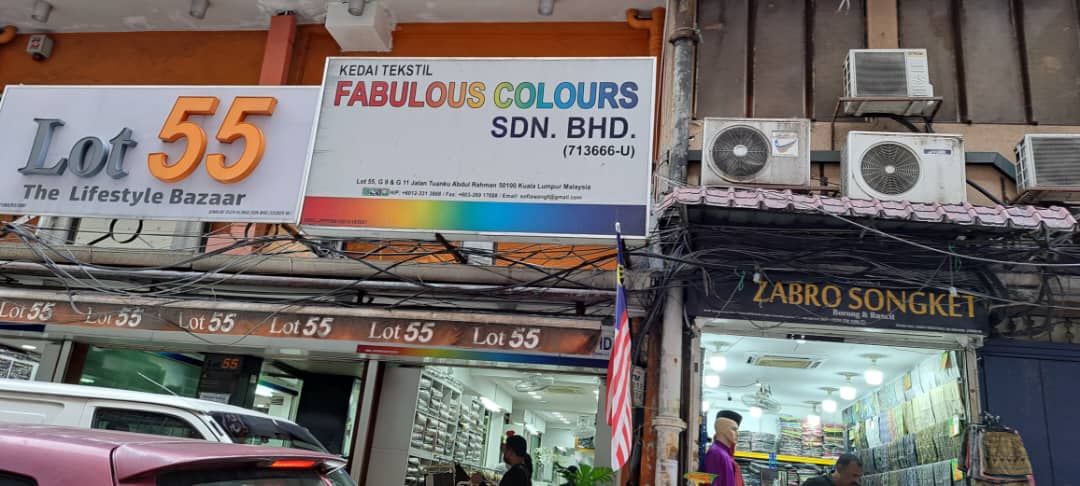 Lot 55
The Lifestyle Bazaar
KEDAI TEKSTIL
FABULOUS COLOURS
SDN. BHD.
(713666-U)
Lot 55, G 9 & G 11 Jalan Tuanku Abdul Rahman 50100 Kuala Lumpur Malaysia
ZABRO SONGKET
Borong & Runcit
Lot 55
Lot 55
Lot 55
Lot 55
Lot 55
Lot 55
55